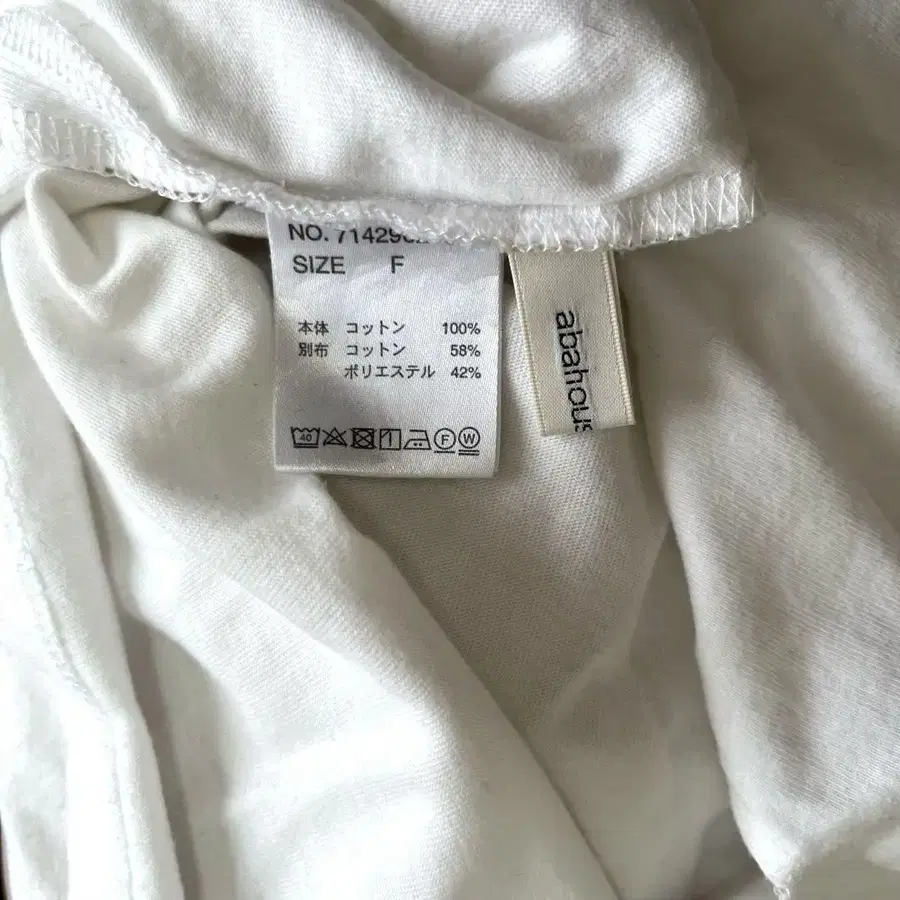 NO.
SIZE F
本体 コットン 100%
別布 コットン 58%
ポリエステル 42%
40
F W
abahous